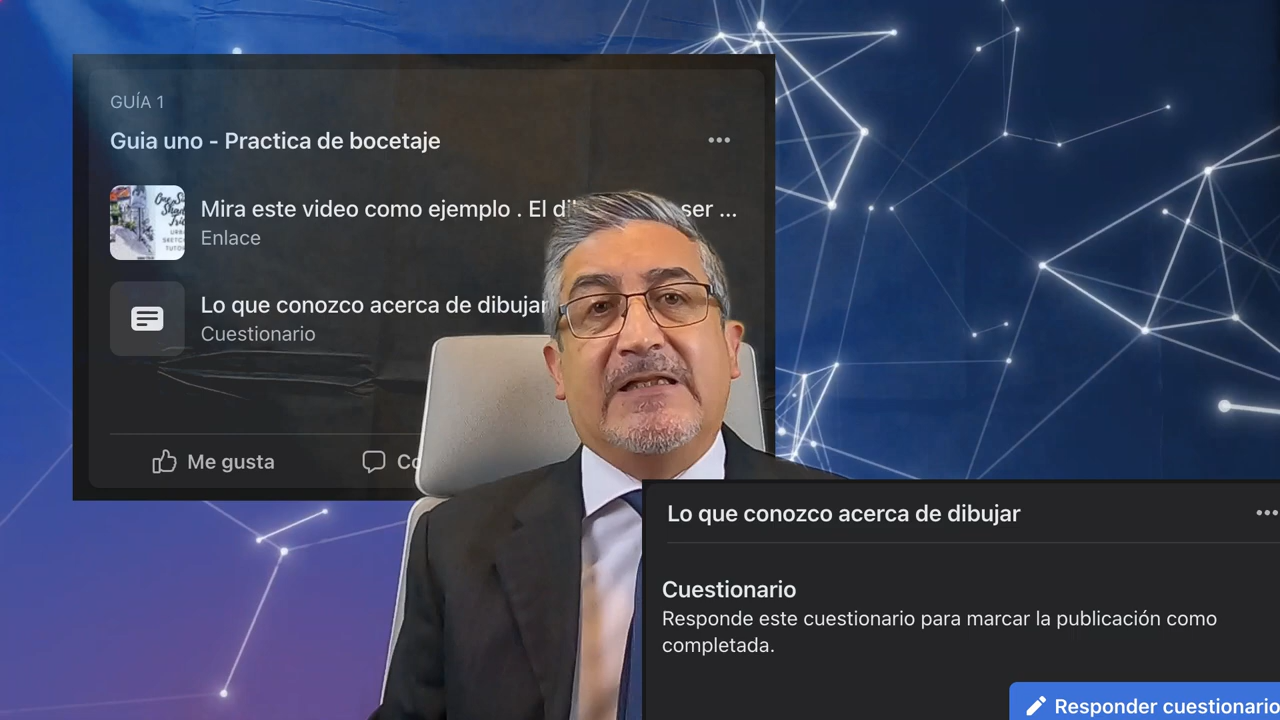 GUÍA 1
Guia uno - Practica de bocetaje
Mira este video como ejemplo . El ser ...
Enlace
Lo que conozco acerca de dibujar
Cuestionario
Me gusta
Lo que conozco acerca de dibujar
Cuestionario
Responde este cuestionario para marcar la publicación como
completada.
Responder cuestionario